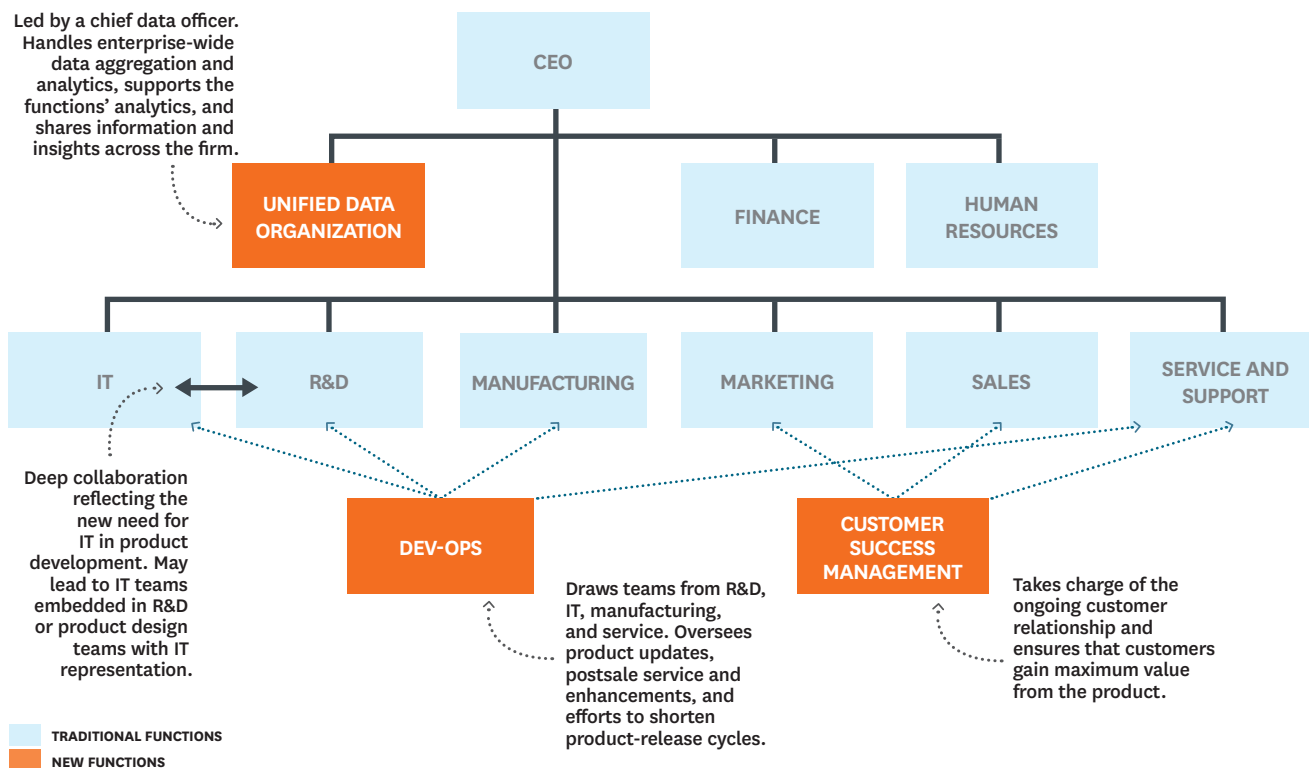 Led by a chief data officer.
Handles enterprise-wide
data aggregation and
analytics, supports the
functions’ analytics, and
shares information and
insights across the firm.
CEO
UNIFIED DATA
ORGANIZATION
FINANCE
HUMAN
RESOURCES
IT
R&D
MANUFACTURING
MARKETING
SALES
SERVICE AND
SUPPORT
Deep collaboration
reflecting the
new need for
IT in product
development. May
lead to IT teams
embedded in R&D
or product design
teams with IT
representation.
DEV-OPS
Draws teams from R&D,
IT, manufacturing,
and service. Oversees
product updates,
postsale service and
enhancements, and
efforts to shorten
product-release cycles.
CUSTOMER
SUCCESS
MANAGEMENT
Takes charge of the
ongoing customer
relationship and
ensures that customers
gain maximum value
from the product.
TRADITIONAL FUNCTIONS
NEW FUNCTIONS